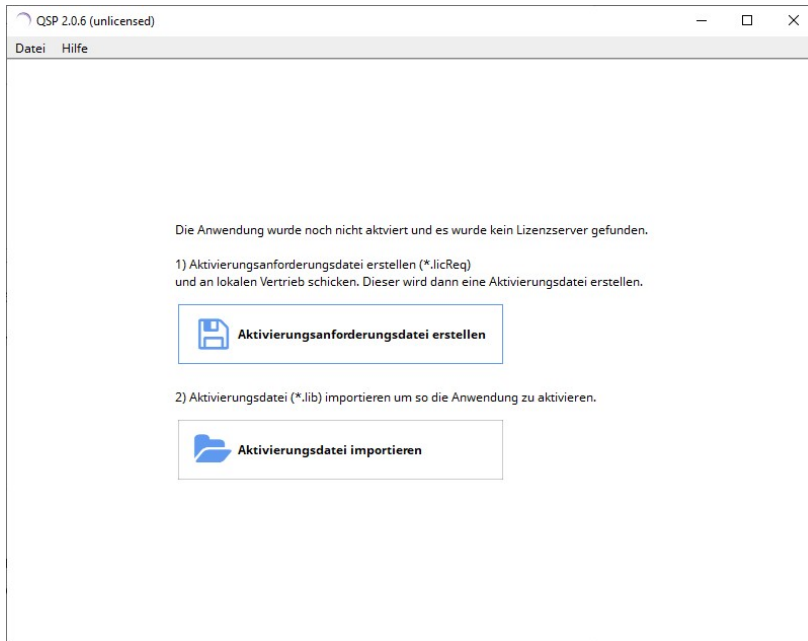 QSP 2.0.6 (unlicensed)
Datei Hilfe
Die Anwendung wurde noch nicht aktviert und es wurde kein Lizenzserver gefunden.
1) Aktivierungsanforderungsdatei erstellen (*.licReq)
und an lokalen Vertrieb schicken. Dieser wird dann eine Aktivierungsdatei erstellen.
Aktivierungsanforderungsdatei erstellen
2) Aktivierungsdatei (*.lib) importieren um so die Anwendung zu aktivieren.
Aktivierungsdatei importieren